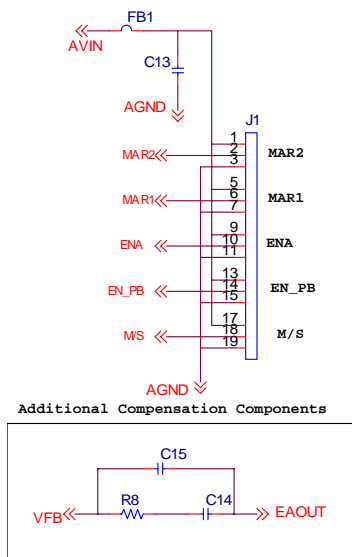 FB1
AVIN
C13
AGND
J1
1
2
3
MAR2
MAR2
5
6
7
MAR1
MAR1
9
10
11
ENA
ENA
13
14
15
EN_PB
EN_PB
17
18
19
M/S
M/S
AGND
Additional Compensation Components
C15
R8
C14
VFB
EAOUT